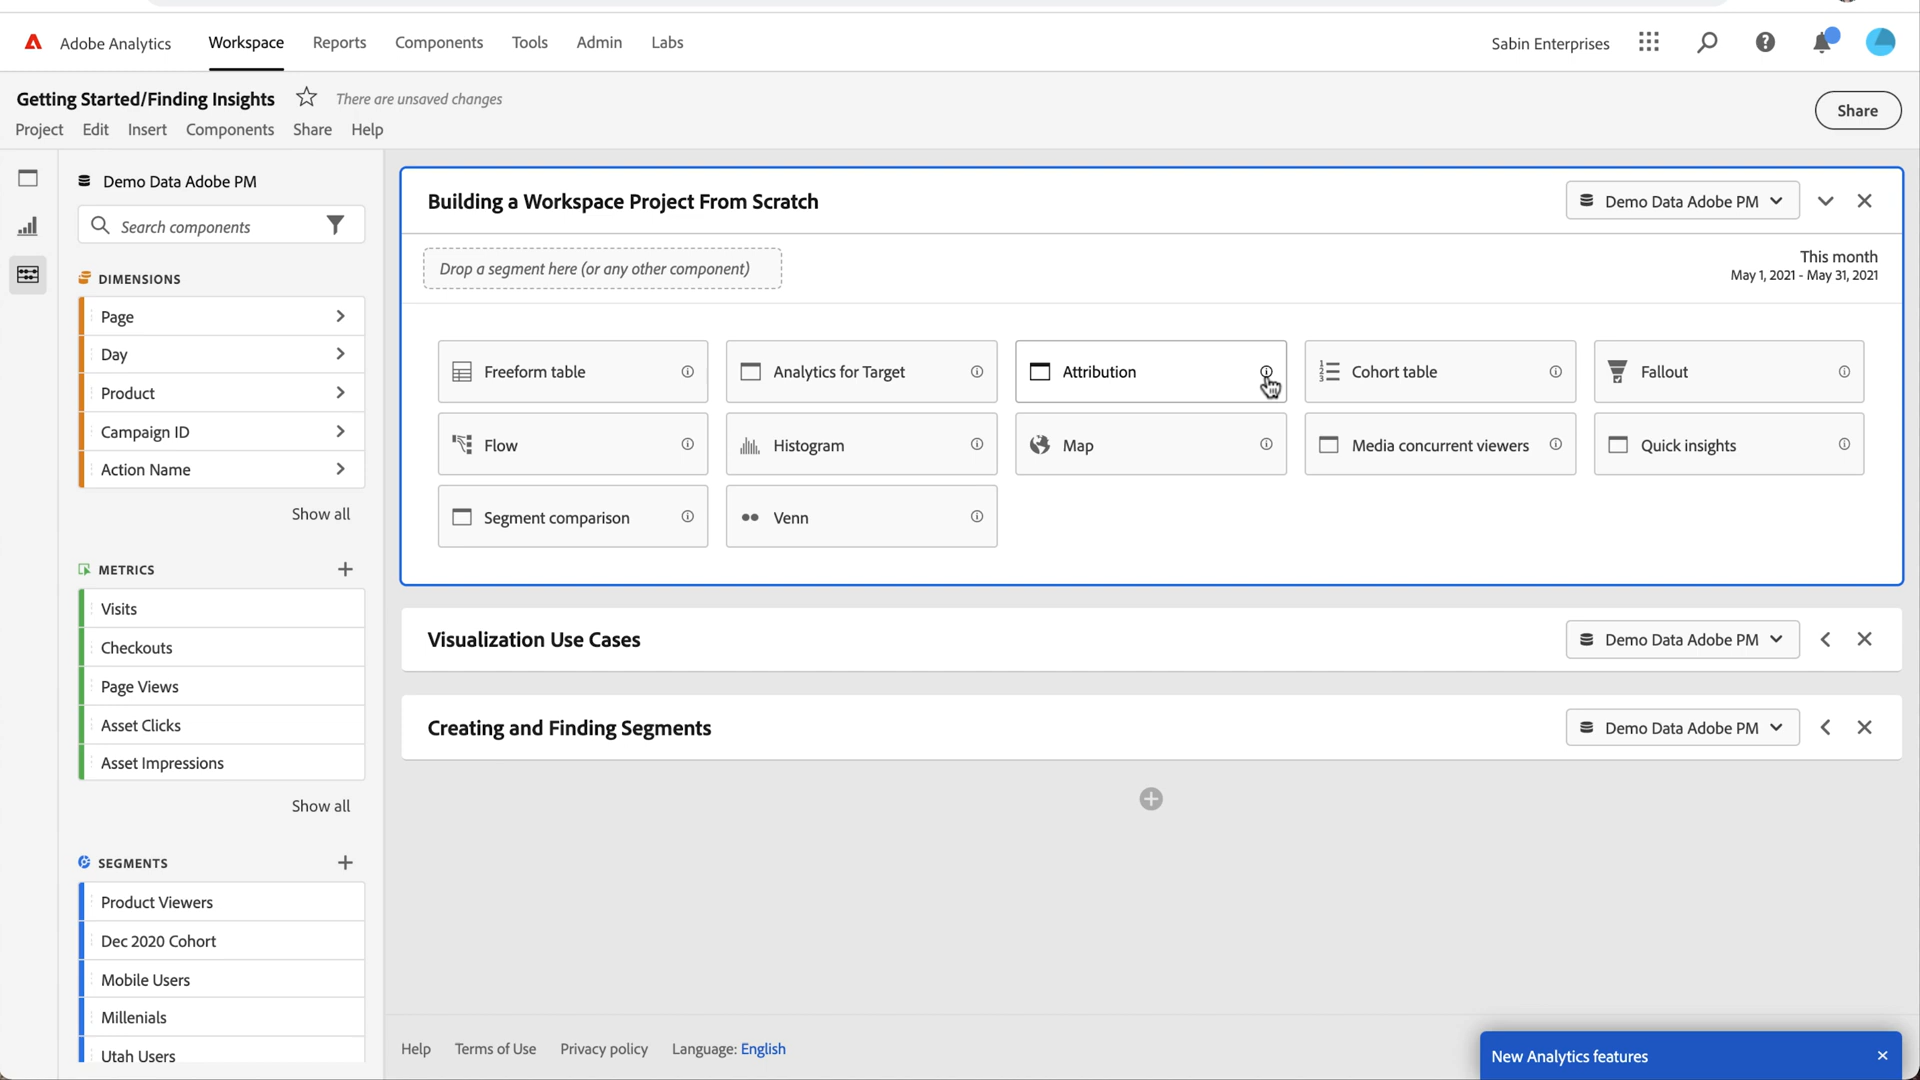 Adobe Analytics
Workspace
Reports
Components
Tools
Admin
Labs
Sabin Enterprises
Getting Started/Finding Insights
There are unsaved changes
Project
Edit
Insert
Components
Share
Help
Share
Demo Data Adobe PM
Search components
DIMENSIONS
Page
Day
Product
Campaign ID
Action Name
Show all
METRICS
Visits
Checkouts
Page Views
Asset Clicks
Asset Impressions
Show all
SEGMENTS
Product Viewers
Dec 2020 Cohort
Mobile Users
Millenials
Utah Users
Building a Workspace Project From Scratch
Demo Data Adobe PM
Drop a segment here (or any other component)
This month
May 1, 2021 - May 31, 2021
Freeform table
Analytics for Target
Attribution
Cohort table
Fallout
Flow
Histogram
Map
Media concurrent viewers
Quick insights
Segment comparison
Venn
Visualization Use Cases
Demo Data Adobe PM
Creating and Finding Segments
Demo Data Adobe PM
Help
Terms of Use
Privacy policy
Language: English
New Analytics features